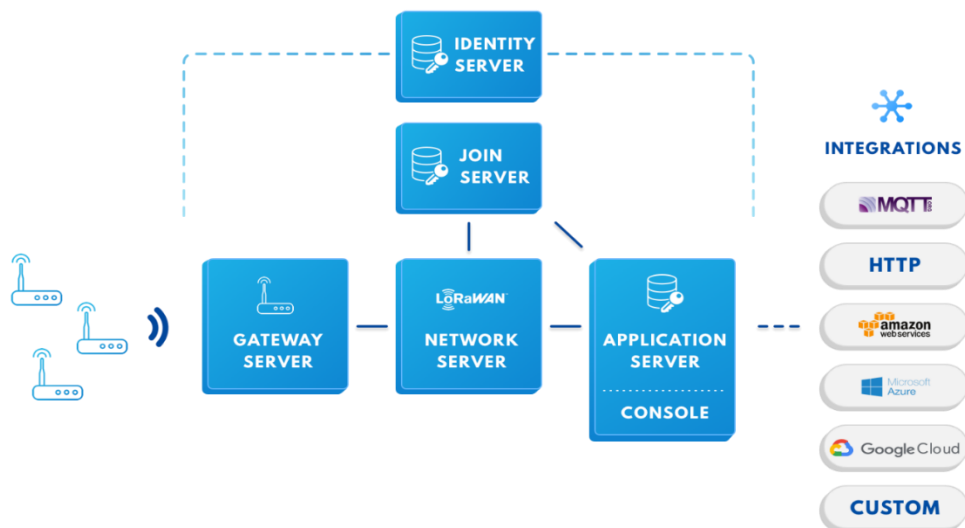 IDENTITY
SERVER
JOIN
SERVER
GATEWAY
SERVER
LoRaWAN
NETWORK
SERVER
APPLICATION
SERVER
CONSOLE
INTEGRATIONS
MQTT
HTTP
amazon
web services
Microsoft
Azure
Google Cloud
CUSTOM